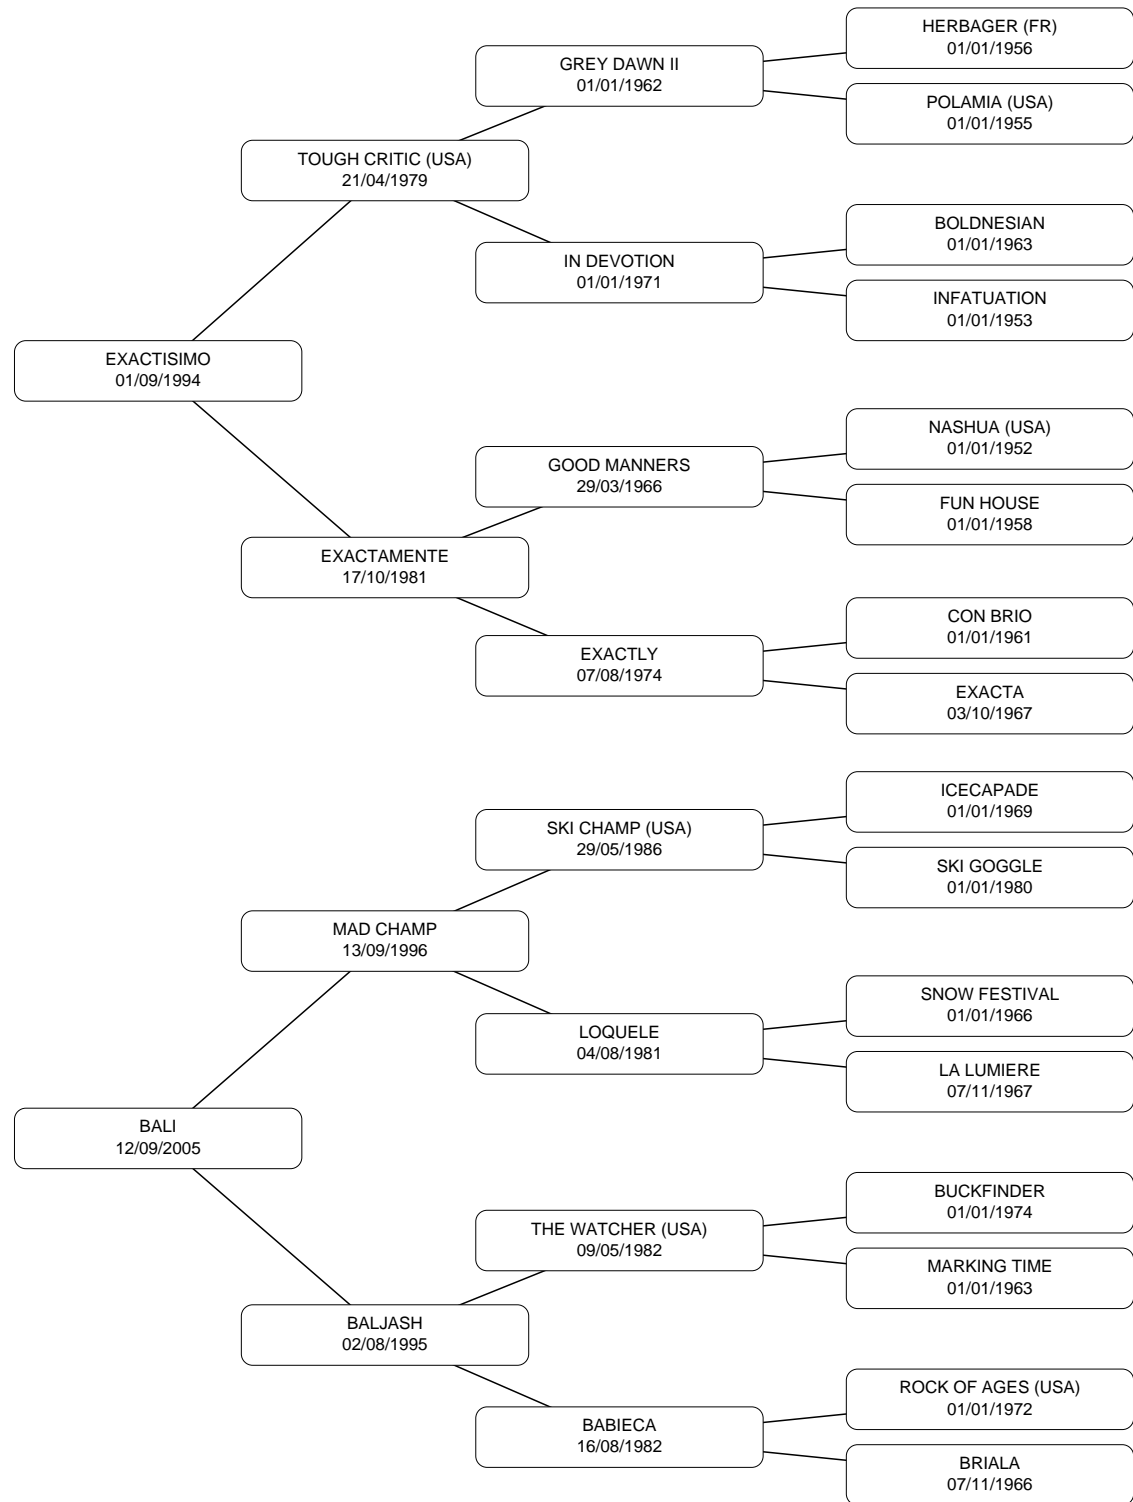 HERBAGER (FR)
01/01/1956
GREY DAWN II
01/01/1962
POLAMIA (USA)
01/01/1955
TOUGH CRITIC (USA)
21/04/1979
BOLDNESIAN
01/01/1963
IN DEVOTION
01/01/1971
INFATUATION
01/01/1953
EXACTISIMO
01/09/1994
NASHUA (USA)
01/01/1952
GOOD MANNERS
29/03/1966
FUN HOUSE
01/01/1958
EXACTAMENTE
17/10/1981
CON BRIO
01/01/1961
EXACTLY
07/08/1974
EXACTA
03/10/1967
ICECAPADE
01/01/1969
SKI CHAMP (USA)
29/05/1986
SKI GOGGLE
01/01/1980
MAD CHAMP
13/09/1996
SNOW FESTIVAL
01/01/1966
LOQUELE
04/08/1981
LA LUMIERE
07/11/1967
BALI
12/09/2005
BUCKFINDER
01/01/1974
THE WATCHER (USA)
09/05/1982
MARKING TIME
01/01/1963
BALJASH
02/08/1995
ROCK OF AGES (USA)
01/01/1972
BABIECA
16/08/1982
BRIALA
07/11/1966